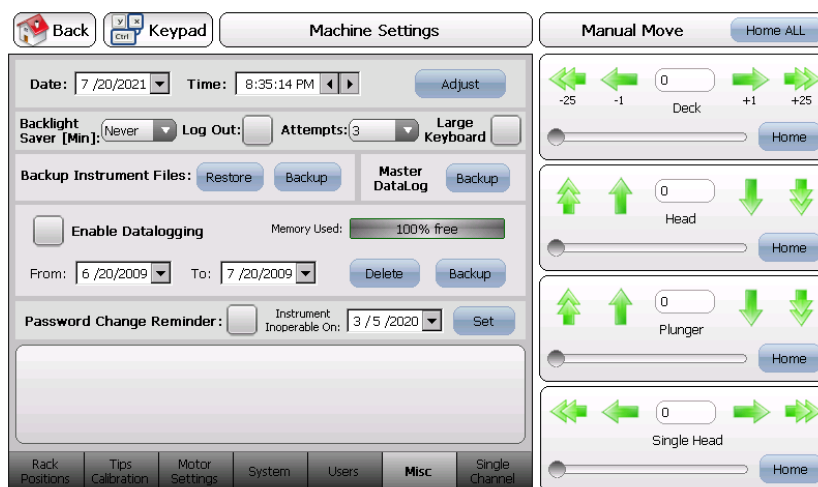 Back
y x
Ctrl
Keypad
Machine Settings
Manual Move
Home ALL
Date: 7 /20/2021
Time: 8:35:14 PM
Adjust
Backlight
Saver [Min]: Never
Log Out:
Attempts: 3
Large
Keyboard
Backup Instrument Files:
Restore
Backup
Master
DataLog
Backup
Enable Datalogging
Memory Used:
100% free
From: 6 /20/2009
To: 7 /20/2009
Delete
Backup
Password Change Reminder:
Instrument
Inoperable On:
3 /5 /2020
Set
Rack
Positions
Tips
Calibration
Motor
Settings
System
Users
Misc
Single
Channel
0
-25
-1
Deck
+1
+25
Home
0
Head
Home
0
Plunger
Home
0
Single Head
Home